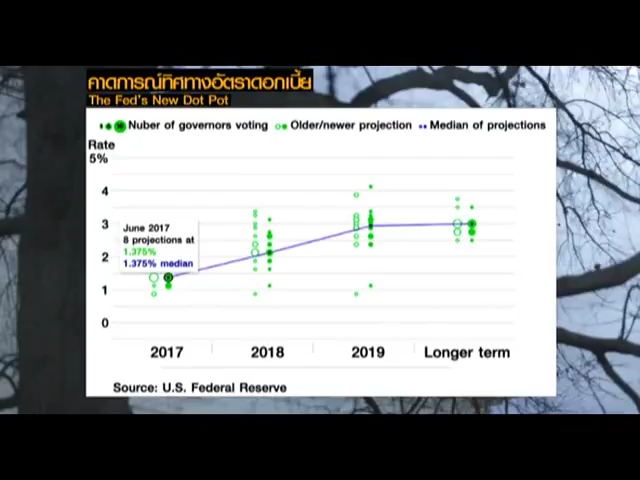 คาดการณ์ทิศทางอัตราดอกเบี้ย
The Fed's New Dot Pot
Nuber of governors voting Older/newer projection Median of projections
Rate
5%
4
3
2
1
0
June 2017
8 projections at
1.375%
1.375% median
2017 2018 2019 Longer term
Source: U.S. Federal Reserve